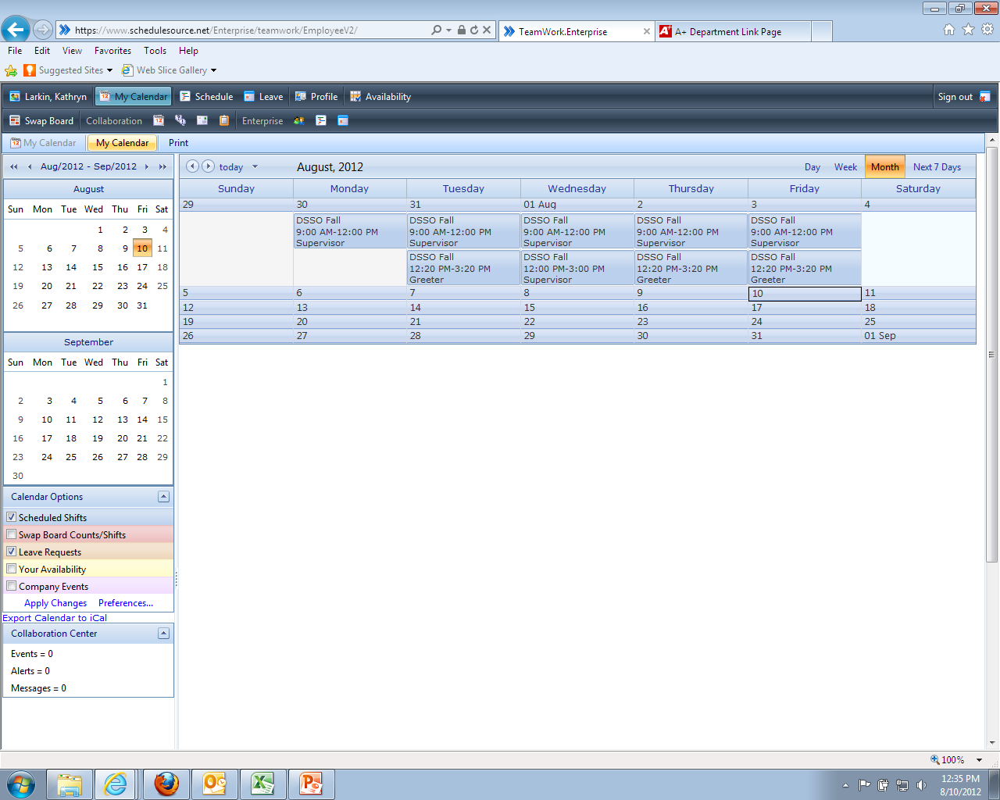 https://www.schedulesource.net/Enterprise/teamwork/EmployeeV2/
TeamWork.Enterprise
A+ Department Link Page
File Edit View Favorites Tools Help
Suggested Sites Web Slice Gallery
Larkin, Kathryn My Calendar Schedule Leave Profile Availability Sign out
Swap Board Collaboration Enterprise
My Calendar My Calendar Print
Aug/2012 - Sep/2012
August
Sun Mon Tue Wed Thu Fri Sat
1 2 3 4
5 6 7 8 9 10 11
12 13 14 15 16 17 18
19 20 21 22 23 24 25
26 27 28 29 30 31
September
Sun Mon Tue Wed Thu Fri Sat
1
2 3 4 5 6 7 8
9 10 11 12 13 14 15
16 17 18 19 20 21 22
23 24 25 26 27 28 29
30
Calendar Options
Scheduled Shifts
Swap Board Counts/Shifts
Leave Requests
Your Availability
Company Events
Apply Changes Preferences...
Export Calendar to iCal
Collaboration Center
Events = 0
Alerts = 0
Messages = 0
today August, 2012 Day Week Month Next 7 Days
Sunday Monday Tuesday Wednesday Thursday Friday Saturday
29 30 31 01 Aug 2 3 4
DSSO Fall DSSO Fall DSSO Fall DSSO Fall DSSO Fall
9:00 AM-12:00 PM 9:00 AM-12:00 PM 9:00 AM-12:00 PM 9:00 AM-12:00 PM 9:00 AM-12:00 PM
Supervisor Supervisor Supervisor Supervisor Supervisor
DSSO Fall DSSO Fall DSSO Fall DSSO Fall
12:20 PM-3:20 PM 12:00 PM-3:00 PM 12:20 PM-3:20 PM 12:20 PM-3:20 PM
Greeter Supervisor Greeter Greeter
5 6 7 8 9 10 11
12 13 14 15 16 17 18
19 20 21 22 23 24 25
26 27 28 29 30 31 01 Sep
100%
12:35 PM
8/10/2012